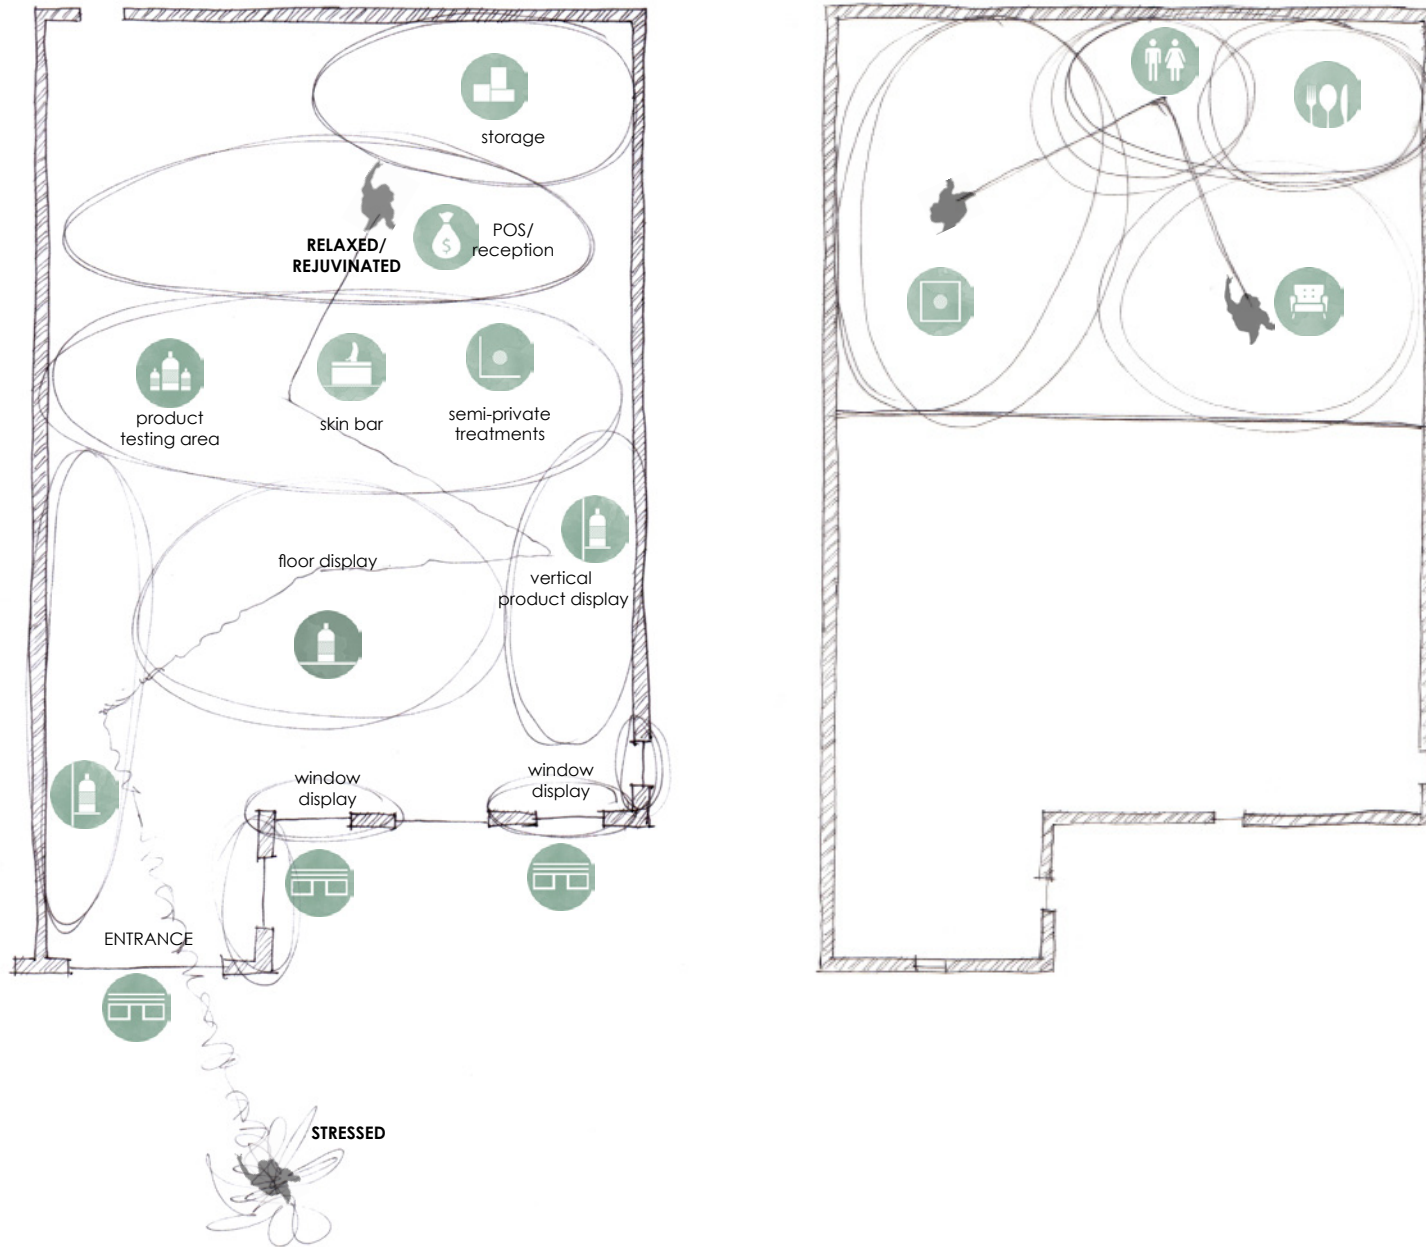 storage
RELAXED/
REJUVINATED
POS/
reception
product
testing area
skin bar
semi-private
treatments
floor display
vertical
product display
window
display
window
display
ENTRANCE
STRESSED
$